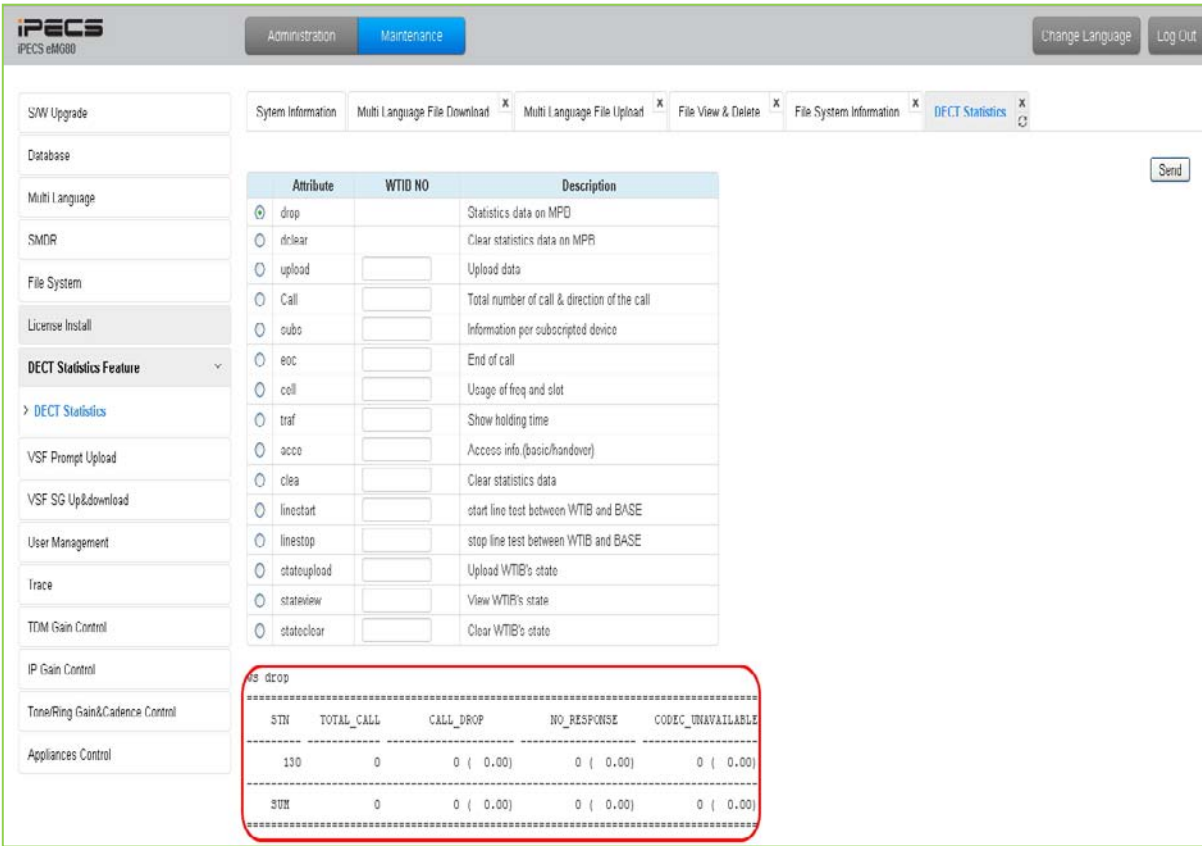 iPECS
iPECS eMG80
Administration Maintenance Change Language Log Out
S/W Upgrade
Database
Multi Language
SMDR
File System
License Install
DECT Statistics Feature
> DECT Statistics
VSF Prompt Upload
VSF SG Up&download
User Management
Trace
TDM Gain Control
IP Gain Control
Tone/Ring Gain&Cadence Control
Appliances Control
Sytem Information Multi Language File Download X Multi Language File Upload X File View & Delete X File System Information X DECT Statistics X
Send
Attribute WTID NO Description
drop Statistics data on MPD
dclear Clear statistics data on MPB
upload Upload data
Call Total number of call & direction of the call
subs Information per subscripted device
eoc End of call
cell Usage of freq and slot
traf Show holding time
acce Access info.(basic/handover)
clea Clear statistics data
linestart start line test between WTIB and BASE
linestop stop line test between WTIB and BASE
stateupload Upload WTIB's state
stateview View WTIB's state
stateclear Clear WTIB's state
ws drop
STN TOTAL_CALL CALL_DROP NO_RESPONSE CODEC_UNAVAILABLE
130 0 0 ( 0.00) 0 ( 0.00) 0 ( 0.00)
SUM 0 0 ( 0.00) 0 ( 0.00) 0 ( 0.00)